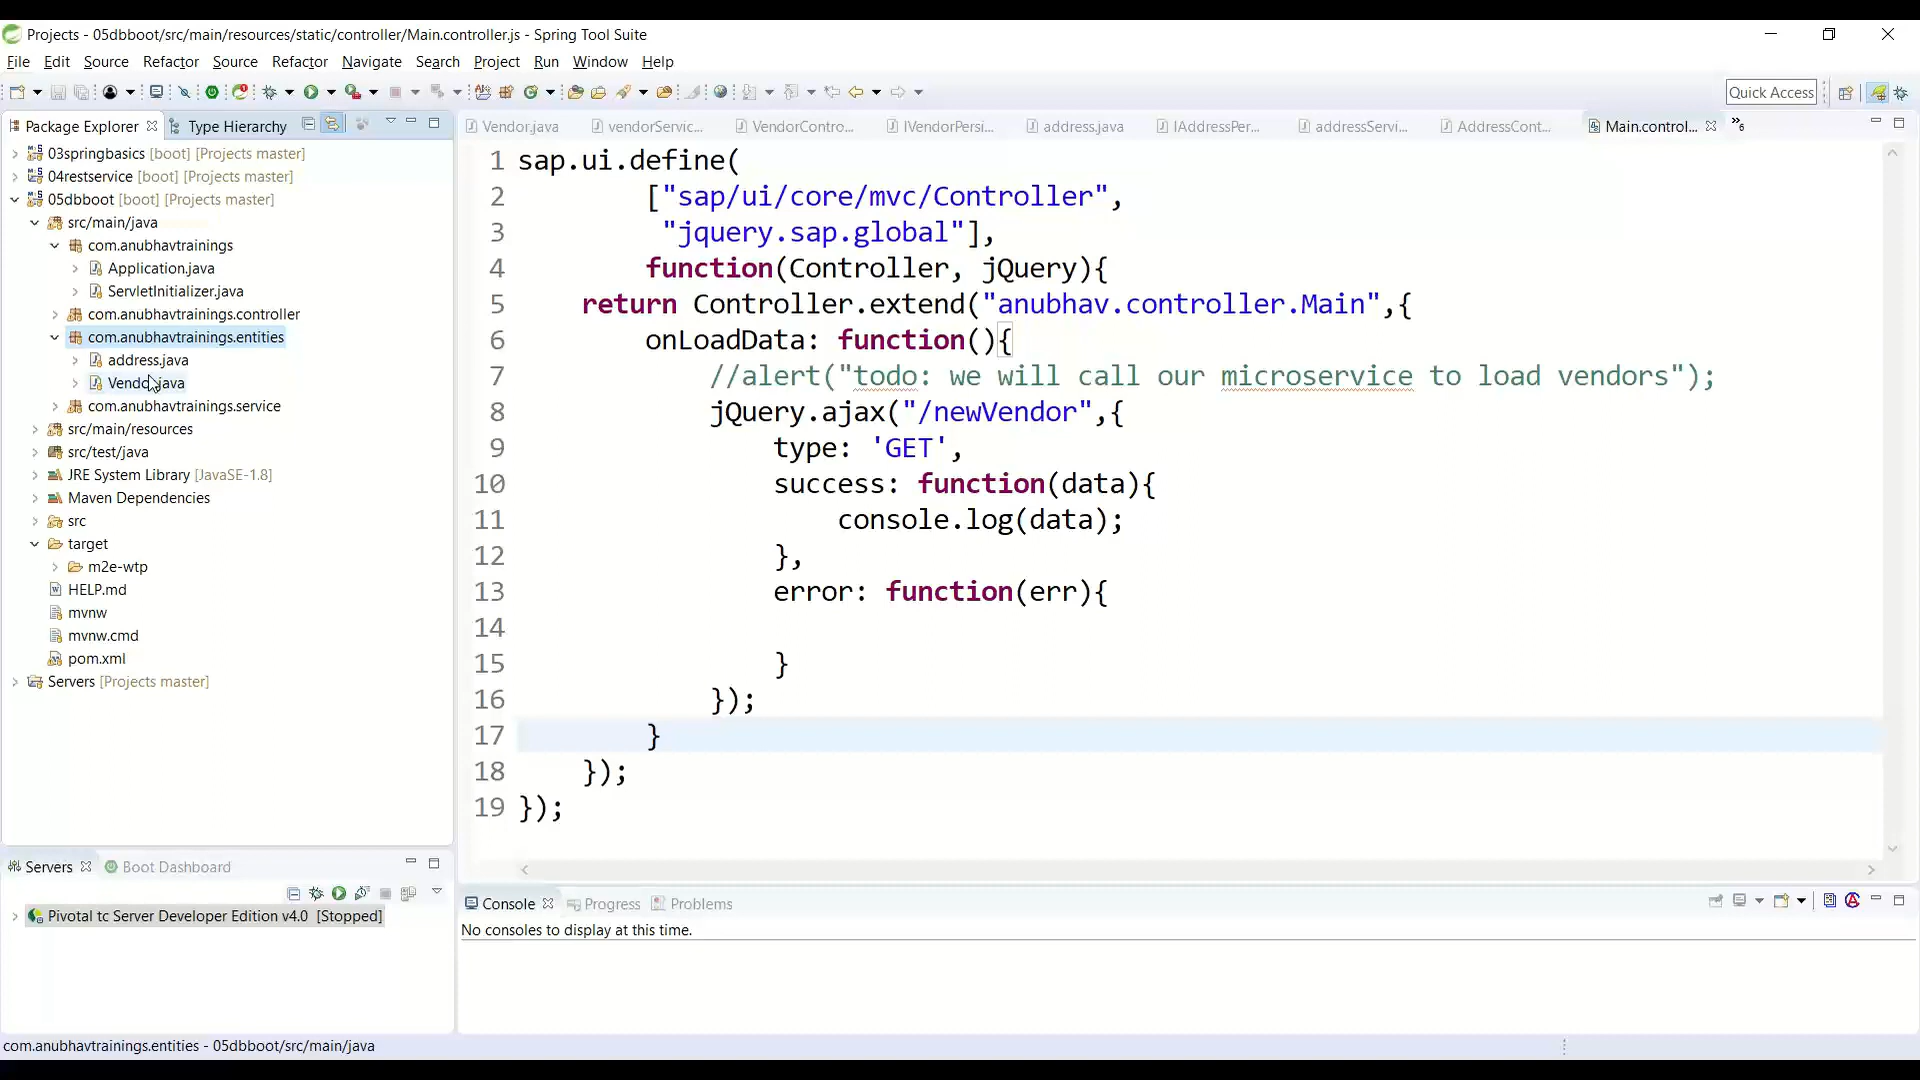 Projects - 05dbboot/src/main/resources/static/controller/Main.controller.js - Spring Tool Suite
File Edit Source Refactor Source Refactor Navigate Search Project Run Window Help
Quick Access
Package Explorer Type Hierarchy
03springbasics [boot] [Projects master]
04restservice [boot] [Projects master]
05dbboot [boot] [Projects master]
src/main/java
com.anubhavtrainings
Application.java
ServletInitializer.java
com.anubhavtrainings.controller
com.anubhavtrainings.entities
address.java
Vendor.java
com.anubhavtrainings.service
src/main/resources
src/test/java
JRE System Library [JavaSE-1.8]
Maven Dependencies
src
target
m2e-wtp
HELP.md
mvnw
mvnw.cmd
pom.xml
Servers [Projects master]
Servers Boot Dashboard
Pivotal tc Server Developer Edition v4.0 [Stopped]
Vendor.java vendorServic... VendorContro... IVendorPersi... address.java IAddressPer... addressServi... AddressCont... Main.control... »6
1 sap.ui.define(
2 ["sap/ui/core/mvc/Controller",
3 "jquery.sap.global"],
4 function(Controller, jQuery){
5 return Controller.extend("anubhav.controller.Main",{
6 onLoadData: function(){
7 //alert("todo: we will call our microservice to load vendors");
8 jQuery.ajax("/newVendor",{
9 type: 'GET',
10 success: function(data){
11 console.log(data);
12 },
13 error: function(err){
14
15 }
16 });
17 }
18 });
19 });
Console Progress Problems
No consoles to display at this time.
com.anubhavtrainings.entities - 05dbboot/src/main/java